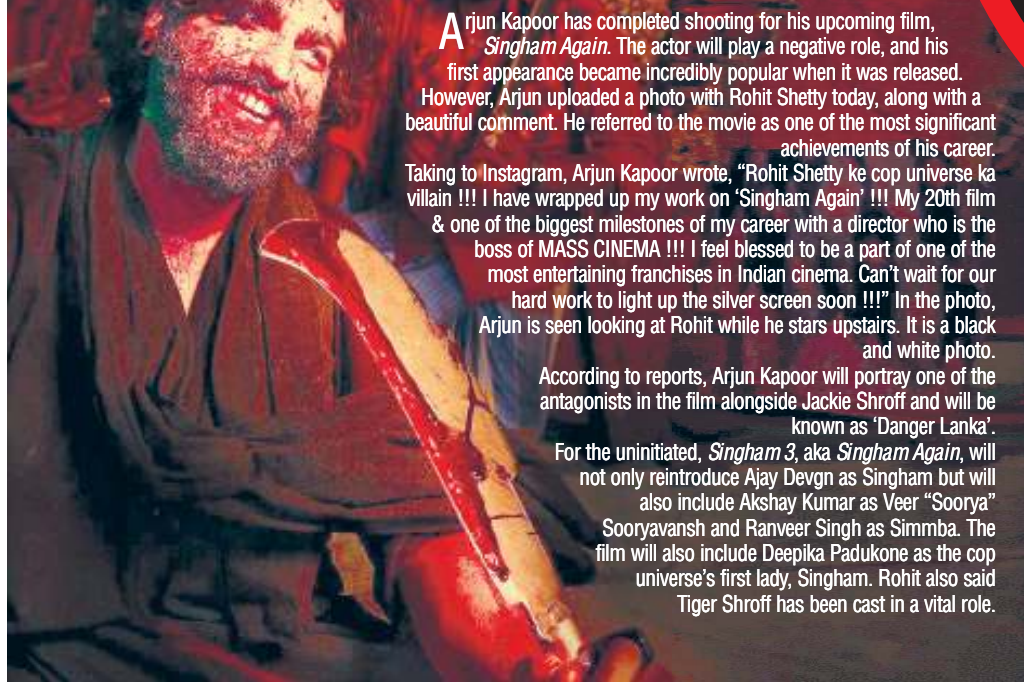 Arjun Kapoor has completed shooting for his upcoming film,
Singham Again. The actor will play a negative role, and his
first appearance became incredibly popular when it was released.
However, Arjun uploaded a photo with Rohit Shetty today, along with a
beautiful comment. He referred to the movie as one of the most significant
achievements of his career.
Taking to Instagram, Arjun Kapoor wrote, “Rohit Shetty ke cop universe ka
villain !!! I have wrapped up my work on ‘Singham Again’ !!! My 20th film
& one of the biggest milestones of my career with a director who is the
boss of MASS CINEMA !!! I feel blessed to be a part of one of the
most entertaining franchises in Indian cinema. Can’t wait for our
hard work to light up the silver screen soon !!!” In the photo,
Arjun is seen looking at Rohit while he stars upstairs. It is a black
and white photo.
According to reports, Arjun Kapoor will portray one of the
antagonists in the film alongside Jackie Shroff and will be
known as ‘Danger Lanka’.
For the uninitiated, Singham 3, aka Singham Again, will
not only reintroduce Ajay Devgn as Singham but will
also include Akshay Kumar as Veer “Soorya”
Sooryavansh and Ranveer Singh as Simmba. The
film will also include Deepika Padukone as the cop
universe’s first lady, Singham. Rohit also said
Tiger Shroff has been cast in a vital role.